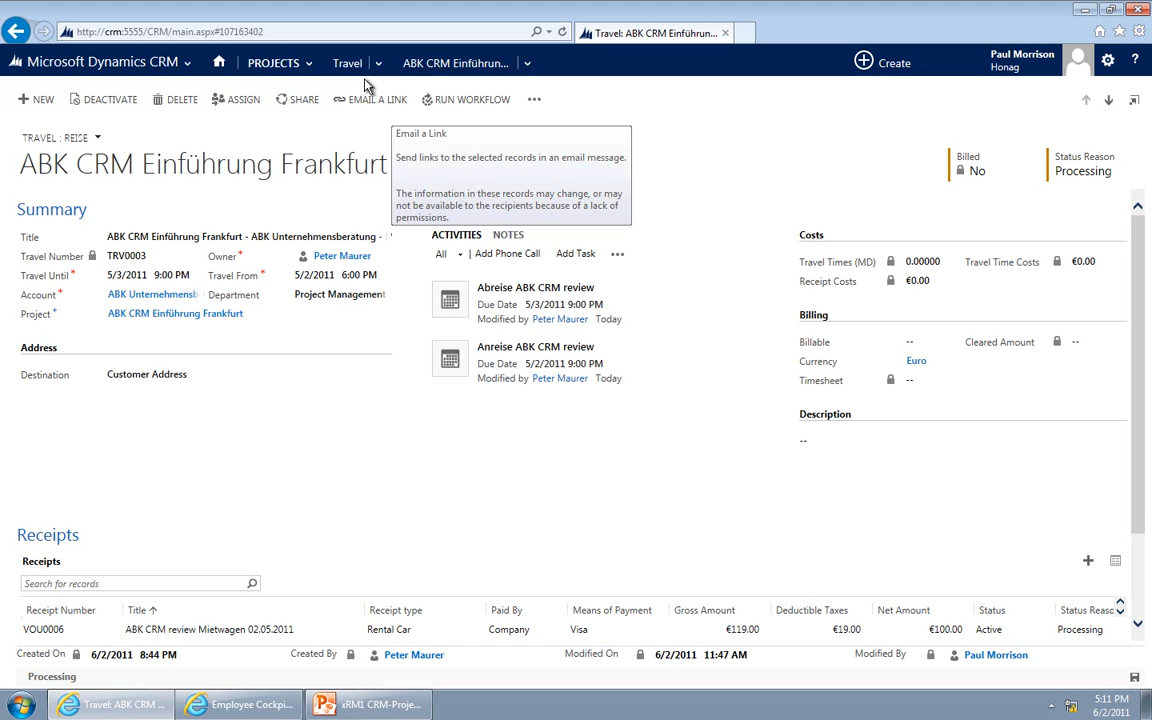 http://crm:5555/CRM/main.aspx#107163402
Travel: ABK CRM Einführun...
Microsoft Dynamics CRM
PROJECTS
Travel
ABK CRM Einführun...
Create
Paul Morrison
Honag
?
NEW
DEACTIVATE
DELETE
ASSIGN
SHARE
EMAIL A LINK
RUN WORKFLOW
TRAVEL : REISE
ABK CRM Einführung Frankfurt
Email a Link
Send links to the selected records in an email message.
The information in these records may change, or may
not be available to the recipients because of a lack of
permissions.
Billed
No
Status Reason
Processing
Summary
Title ABK CRM Einführung Frankfurt - ABK Unternehmensberatung -
Travel Number TRV0003 Owner* Peter Maurer
Travel Until* 5/3/2011 9:00 PM Travel From* 5/2/2011 6:00 PM
Account* ABK Unternehmensb Department Project Management
Project+ ABK CRM Einführung Frankfurt
Address
Destination Customer Address
ACTIVITIES NOTES
All | Add Phone Call Add Task
Abreise ABK CRM review
Due Date 5/3/2011 9:00 PM
Modified by Peter Maurer Today
Anreise ABK CRM review
Due Date 5/2/2011 9:00 PM
Modified by Peter Maurer Today
Costs
Travel Times (MD) 0.00000 Travel Time Costs €0.00
Receipt Costs €0.00
Billing
Billable -- Cleared Amount --
Currency Euro
Timesheet --
Description
--
Receipts
Receipts
Search for records
Receipt Number Title Receipt type Paid By Means of Payment Gross Amount Deductible Taxes Net Amount Status Status Reasc
VOU0006 ABK CRM review Mietwagen 02.05.2011 Rental Car Company Visa €119.00 €19.00 €100.00 Active Processing
Created On 6/2/2011 8:44 PM Created By Peter Maurer Modified On 6/2/2011 11:47 AM Modified By Paul Morrison
Processing
Travel: ABK CRM ...
Employee Cockpi...
xRM1 CRM-Proje...
5:11 PM
6/2/2011